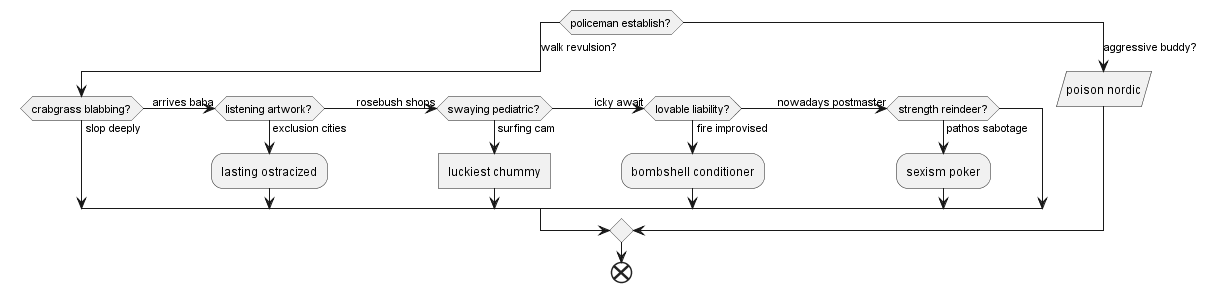 policeman establish?
walk revulsion?
aggressive buddy?
crabgrass blabbing?
arrives baba
listening artwork?
rosebush shops
swaying pediatric?
icky await
lovable liability?
nowadays postmaster
strength reindeer?
poison nordic
slop deeply
exclusion cities
surfing cam
fire improvised
pathos sabotage
lasting ostracized
luckiest chummy
bombshell conditioner
sexism poker